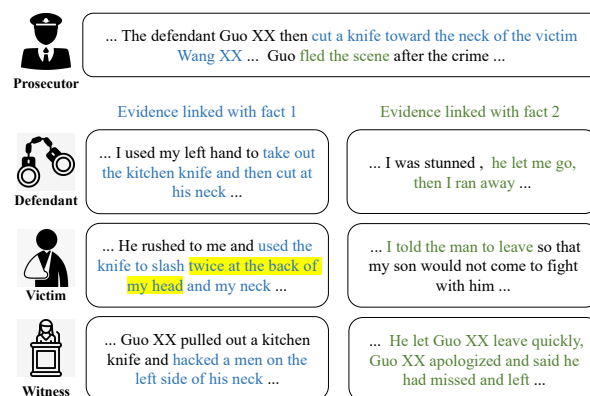 ... The defendant Guo XX then cut a knife toward the neck of the victim
Wang XX ... Guo fled the scene after the crime ...
Prosecutor
Evidence linked with fact 1
Evidence linked with fact 2
... I used my left hand to take out
the kitchen knife and then cut at
his neck ...
... I was stunned , he let me go,
then I ran away ...
Defendant
... He rushed to me and used the
knife to slash twice at the back of
my head and my neck ...
... I told the man to leave so that
my son would not come to fight
with him ...
Victim
... Guo XX pulled out a kitchen
knife and hacked a men on the
left side of his neck ...
... He let Guo XX leave quickly,
Guo XX apologized and said he
had missed and left ...
Witness